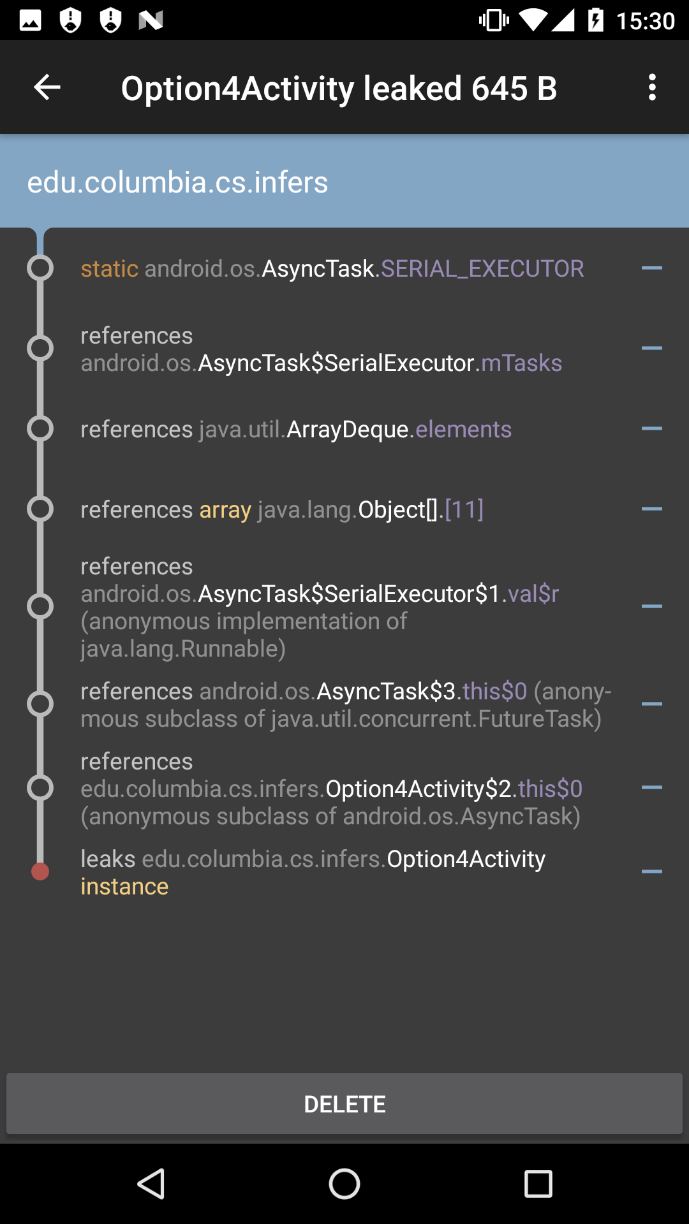 15:30
Option4Activity leaked 645 B
edu.columbia.cs.infers
static android.os.AsyncTask.SERIAL_EXECUTOR
references
android.os.AsyncTask$SerialExecutor.mTasks
references java.util.ArrayDeque.elements
references array java.lang.Object[].[11]
references
android.os.AsyncTask$SerialExecutor$1.val$r
(anonymous implementation of
java.lang.Runnable)
references android.os.AsyncTask$3.this$0 (anony-
mous subclass of java.util.concurrent.FutureTask)
references
edu.columbia.cs.infers.Option4Activity$2.this$0
(anonymous subclass of android.os.AsyncTask)
leaks edu.columbia.cs.infers.Option4Activity
instance
DELETE